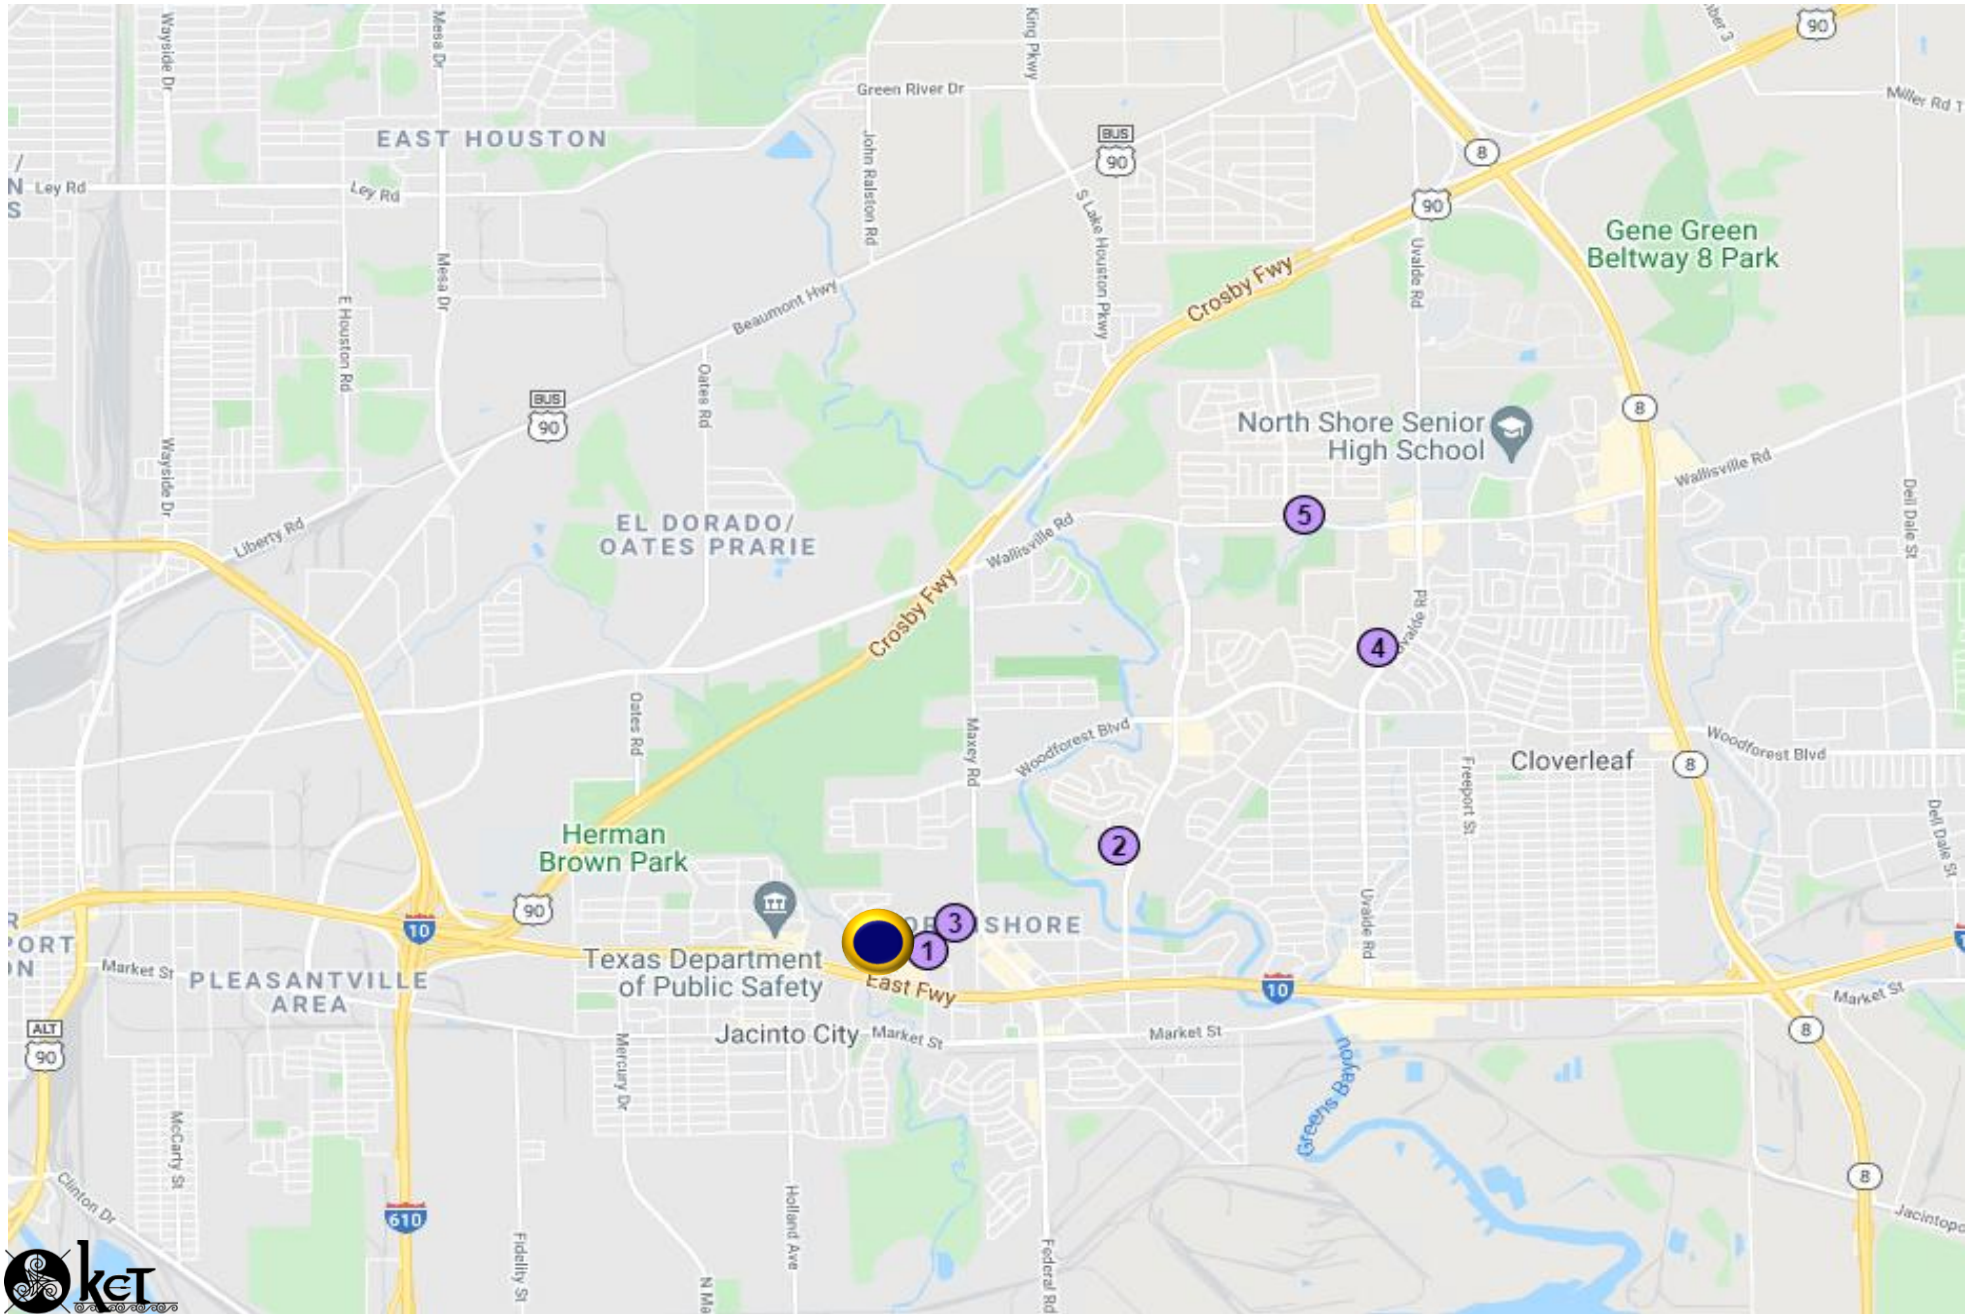 Wayside Dr
Mesa Dr
King Pkwy
90
Green River Dr
Miller Rd 1
EAST HOUSTON
BUS
90
8
John Ralston Rd
Ley Rd
Ley Rd
90
S Lake Houston Pkwy
Uvalde Rd
Gene Green
Beltway 8 Park
Mesa Dr
Crosby Fwy
Beaumont Hwy
E Houston Rd
Oates Rd
BUS
90
8
North Shore Senior
High School
Wayside Dr
Wallisville Rd
Dell Dale St
5
EL DORADO/
OATES PRARIE
Liberty Rd
Wallisville Rd
Crosby Fwy
Uvalde Rd
4
Oates Rd
Maxey Rd
Woodforest Blvd
Woodforest Blvd
Cloverleaf
8
Freeport St
Herman
Brown Park
2
Dell Dale St
90
10
3
SHORE
1
Uvalde Rd
PORT
Market St
PLEASANTVILLE
AREA
Texas Department
of Public Safety
East Fwy
10
Market St
ALT
90
Jacinto City
Market St
Market St
8
Mercury Dr
Greens Bayou
McCarty St
Clinton Dr
8
610
Holland Ave
Jacintopo
Fidelity St
Federal Rd
N Ma
OKCT